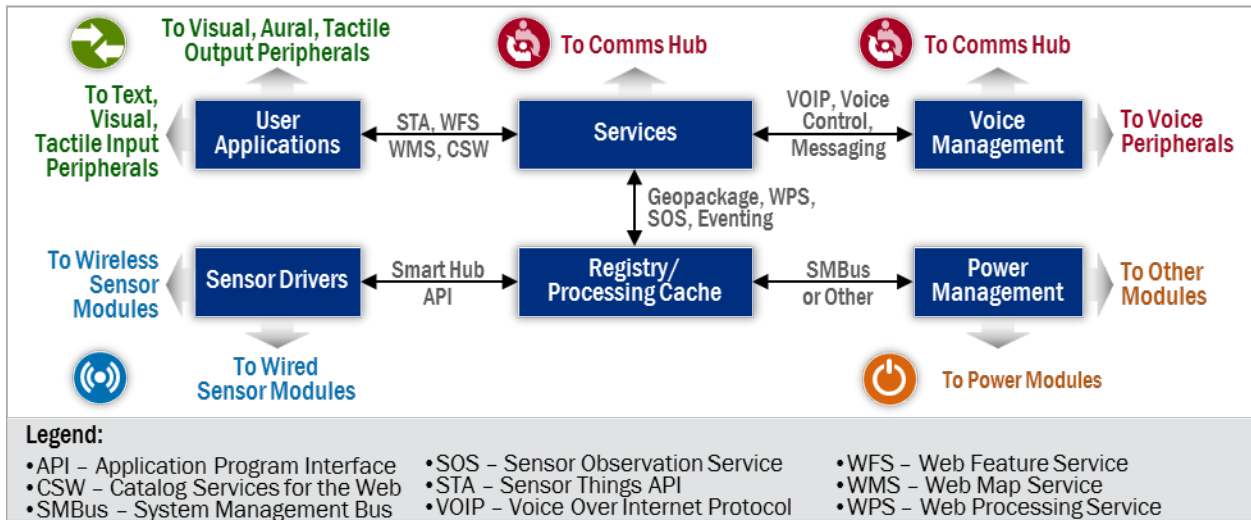 To Visual, Aural, Tactile
Output Peripherals
To Comms Hub
To Comms Hub
To Text,
Visual,
Tactile Input
Peripherals
User
Applications
STA, WFS
WMS, CSW
Services
VOIP, Voice
Control,
Messaging
Voice
Management
To Voice
Peripherals
Geopackage, WPS,
SOS, Eventing
To Wireless
Sensor
Modules
Sensor Drivers
Smart Hub
API
Registry/
Processing Cache
SMBus
or Other
Power
Management
To Other
Modules
To Wired
Sensor Modules
To Power Modules
Legend:
•API – Application Program Interface
•CSW – Catalog Services for the Web
•SMBus – System Management Bus
•SOS – Sensor Observation Service
•STA – Sensor Things API
•VOIP – Voice Over Internet Protocol
•WFS – Web Feature Service
•WMS – Web Map Service
•WPS – Web Processing Service